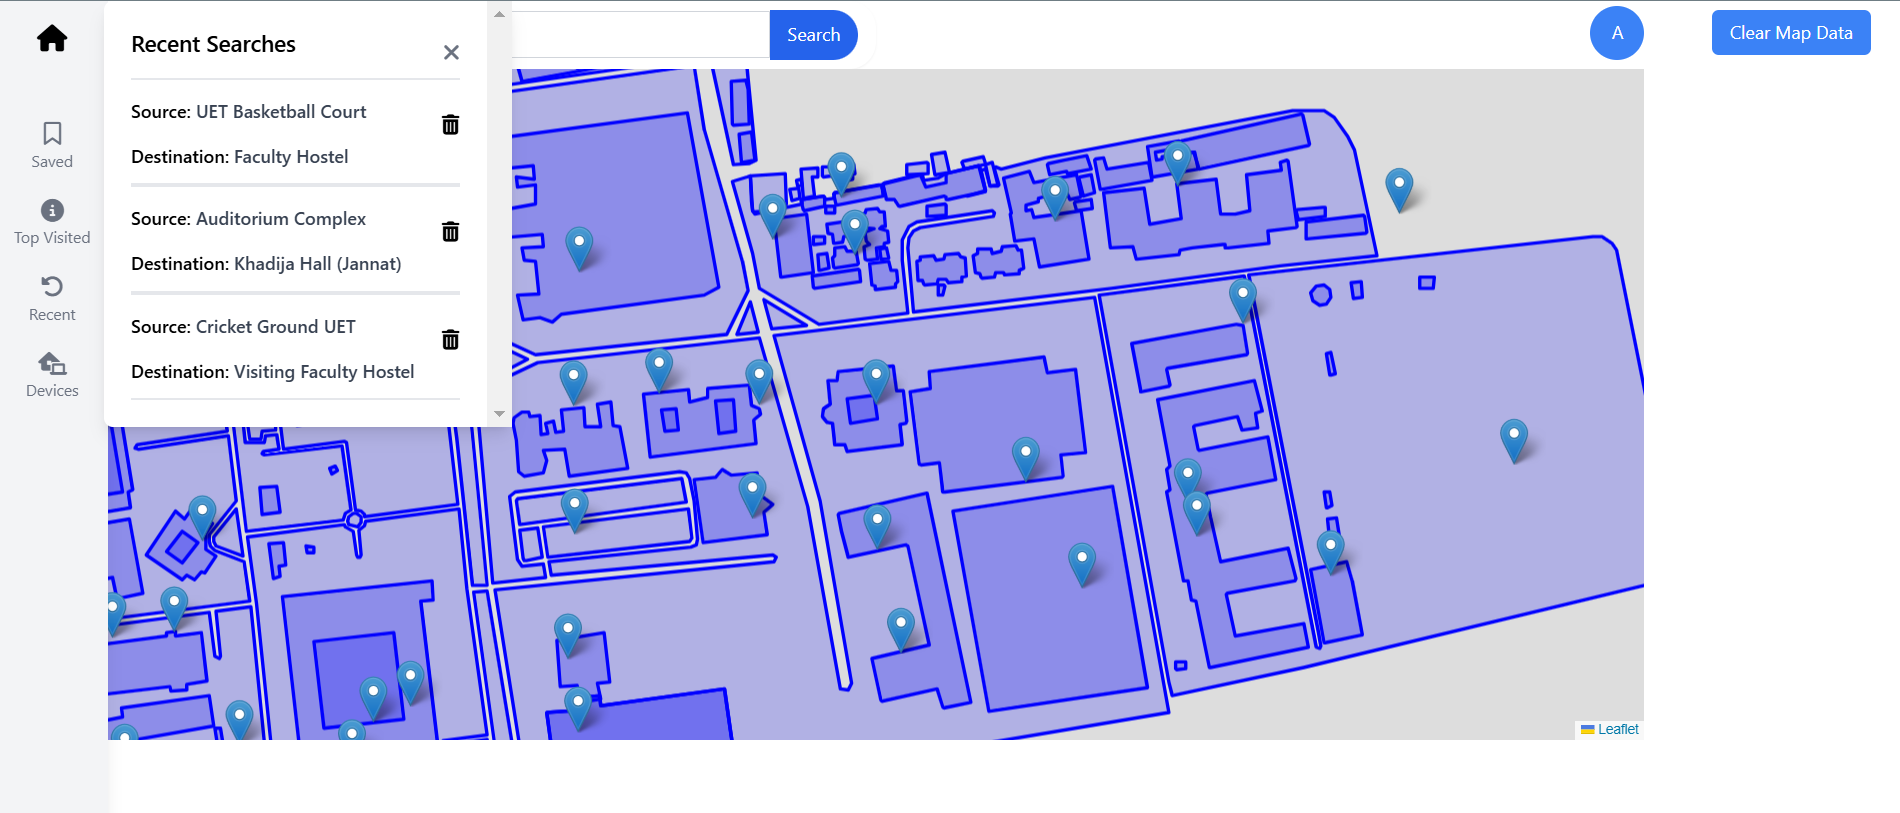 Saved
Top Visited
Recent
Devices
Recent Searches
Source: UET Basketball Court
Destination: Faculty Hostel
Source: Auditorium Complex
Destination: Khadija Hall (Jannat)
Source: Cricket Ground UET
Destination: Visiting Faculty Hostel
Search
A
Clear Map Data
Leaflet